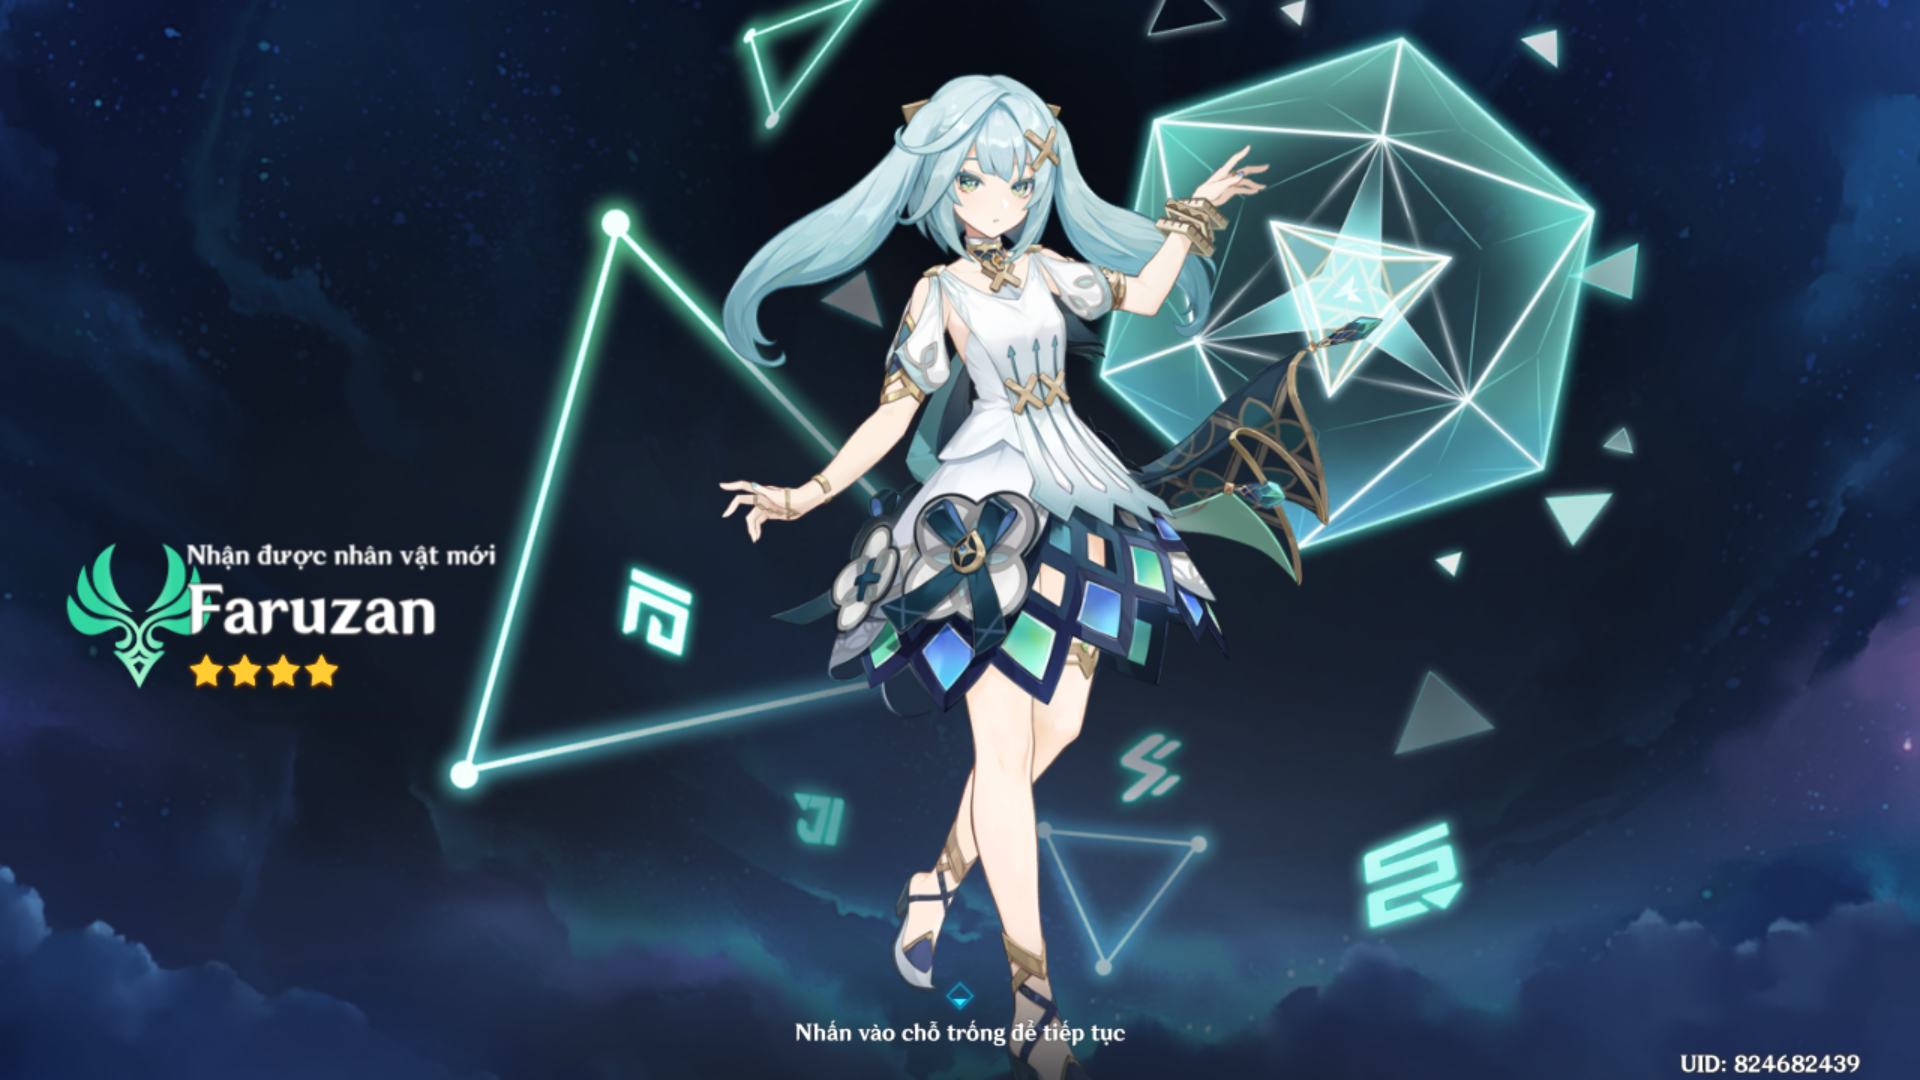 Nhận được nhân vật mới
Faruzan
Nhấn vào chỗ trống để tiếp tục
UID: 824682439